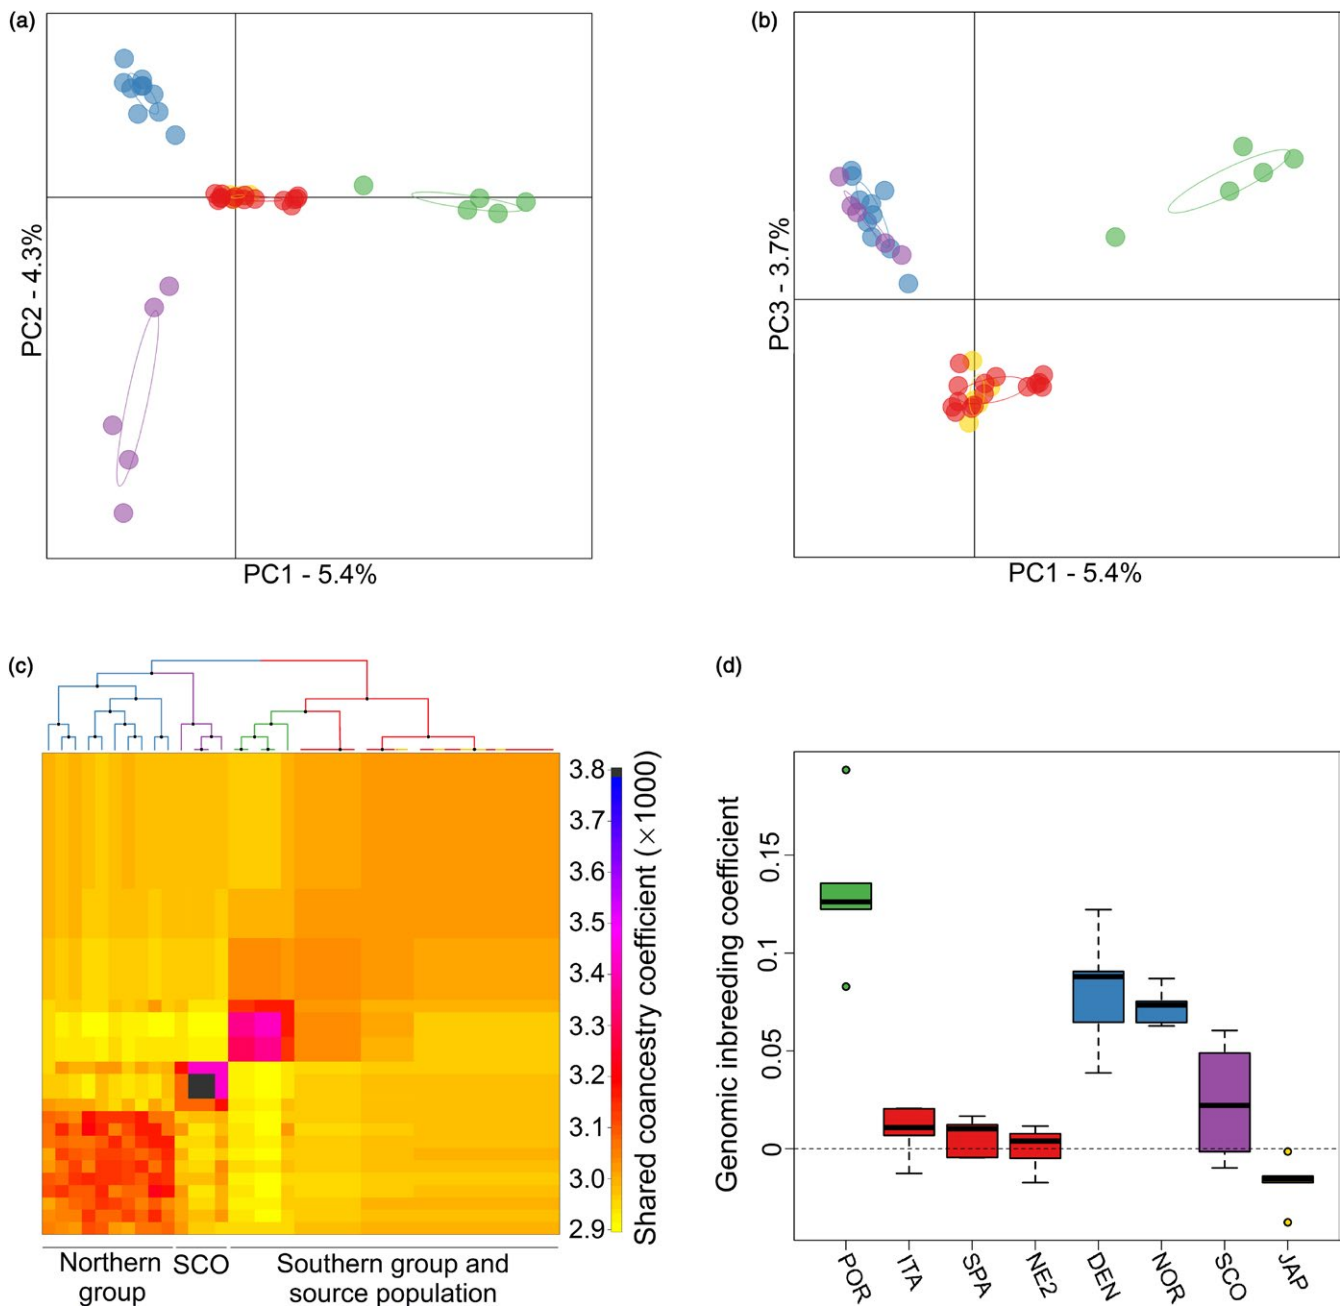 (a)
PC2 - 4.3%
PC1 - 5.4%
(b)
PC3 - 3.7%
PC1 - 5.4%
(c)
3.8
3.7
3.6
3.5
3.4
3.3
3.2
3.1
3.0
2.9
Shared coancestry coefficient (×1000)
Northern
group
SCO
Southern group and
source population
(d)
Genomic inbreeding coefficient
0.15
0.1
0.05
0
POR
ITA
SPA
NE2
DEN
NOR
SCO
JAP